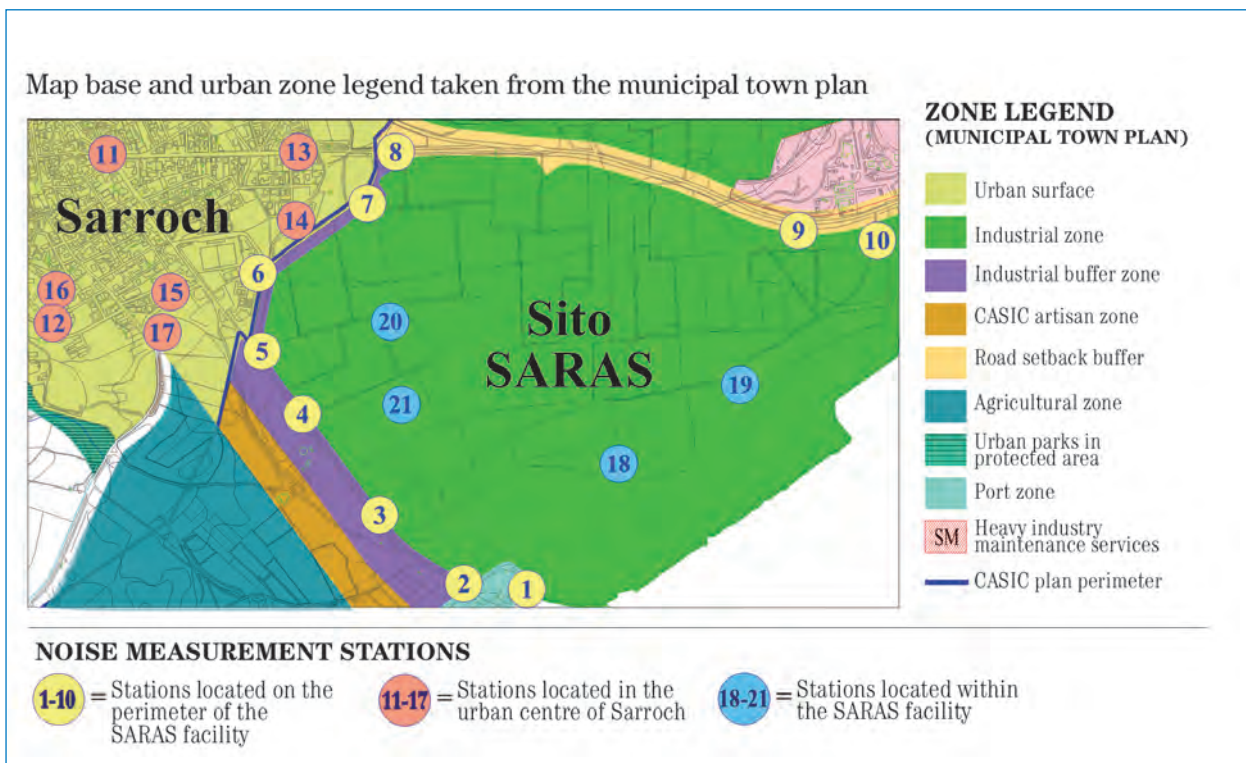 Map base and urban zone legend taken from the municipal town plan
11
13
8
7
14
Sarroch
9
10
6
16
15
12
17
20
5
Sito
SARAS
19
4
21
18
3
2
1
ZONE LEGEND
(MUNICIPAL TOWN PLAN)
Urban surface
Industrial zone
Industrial buffer zone
CASIC artisan zone
Road setback buffer
Agricultural zone
Urban parks in
protected area
Port zone
SM
Heavy industry
maintenance services
CASIC plan perimeter
NOISE MEASUREMENT STATIONS
1-10 = Stations located on the
perimeter of the
SARAS facility
11-17 = Stations located in the
urban centre of Sarroch
18-21 = Stations located within
the SARAS facility